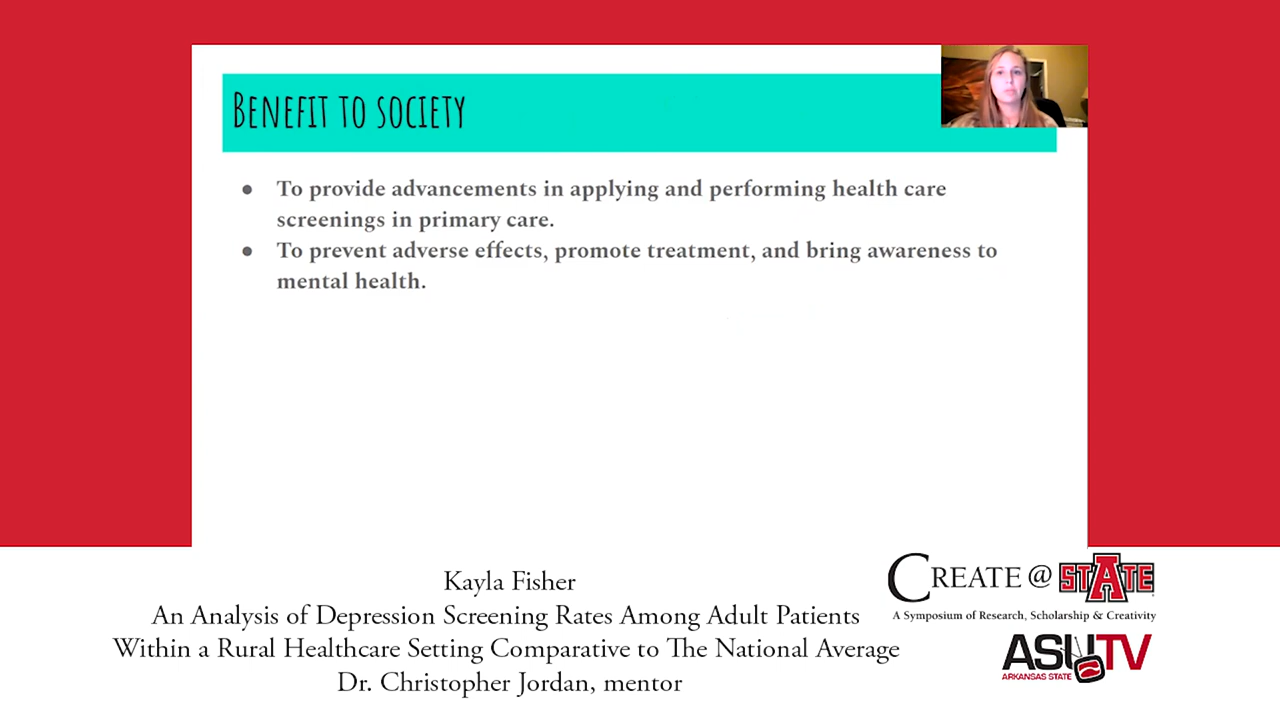 BENEFIT TO SOCIETY
● To provide advancements in applying and performing health care
screenings in primary care.
● To prevent adverse effects, promote treatment, and bring awareness to
mental health.
Kayla Fisher
An Analysis of Depression Screening Rates Among Adult Patients
Within a Rural Healthcare Setting Comparative to The National Average
Dr. Christopher Jordan, mentor
CREATE @ STATE
A Symposium of Research, Scholarship & Creativity
ASUTV
ARKANSAS STATE